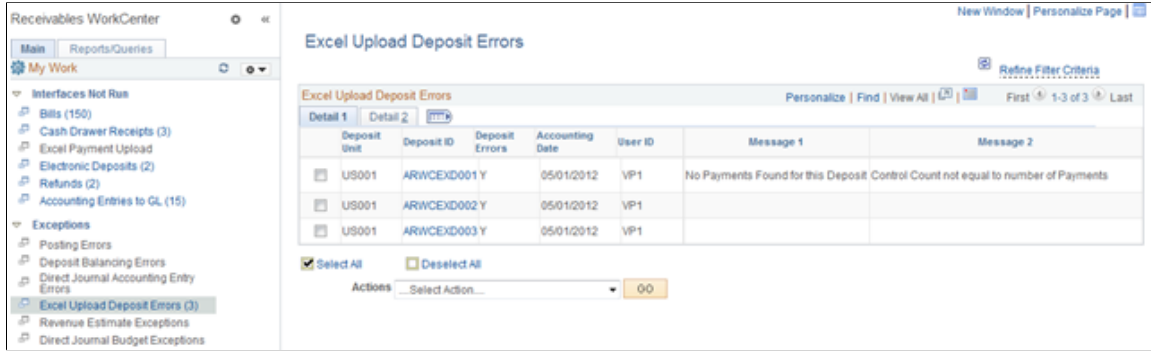 Receivables WorkCenter
New Window | Personalize Page |
Main
Reports/Queries
My Work
Interfaces Not Run
Bills (150)
Cash Drawer Receipts (3)
Excel Payment Upload
Electronic Deposits (2)
Refunds (2)
Accounting Entries to GL (15)
Exceptions
Posting Errors
Deposit Balancing Errors
Direct Journal Accounting Entry
Errors
Excel Upload Deposit Errors (3)
Revenue Estimate Exceptions
Direct Journal Budget Exceptions
Excel Upload Deposit Errors
Refine Filter Criteria
Excel Upload Deposit Errors
Personalize | Find | View All | | First 1-3 of 3 Last
Detail 1
Detail 2
Deposit Unit
Deposit ID
Deposit Errors
Accounting Date
User ID
Message 1
Message 2
US001 ARWCEXD001 Y 05/01/2012 VP1 No Payments Found for this Deposit Control Count not equal to number of Payments
US001 ARWCEXD002 Y 05/01/2012 VP1
US001 ARWCEXD003 Y 05/01/2012 VP1
Select All
Deselect All
Actions ...Select Action.... GO